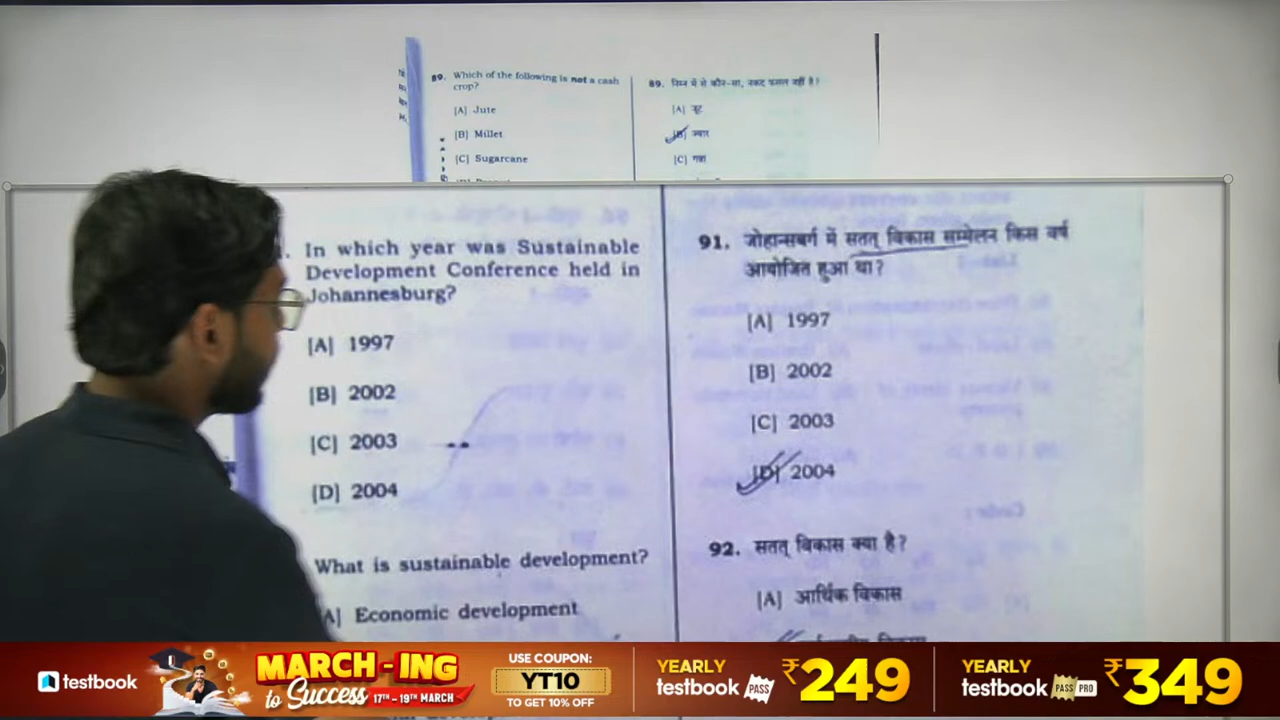 89. Which of the following is not a cash
crop?
[A] Jute
[B] Millet
[C] Sugarcane
89. निम्न में से कौन-सा, नकद फसल नहीं है?
[A] जूट
[B] ज्वार
[C] गन्ना
In which year was Sustainable
Development Conference held in
Johannesburg?
[A] 1997
[B] 2002
[C] 2003
[D] 2004
What is sustainable development?
A] Economic development
91. जोहान्सबर्ग में सतत् विकास सम्मेलन किस वर्ष
आयोजित हुआ था?
[A] 1997
[B] 2002
[C] 2003
[D] 2004
92. सतत् विकास क्या है?
[A] आर्थिक विकास
testbook
MARCH-ING
to Success 17TH - 19TH MARCH
USE COUPON:
YT10
TO GET 10% OFF
YEARLY
testbook PASS
₹249
YEARLY
testbook PASS PRO
₹349